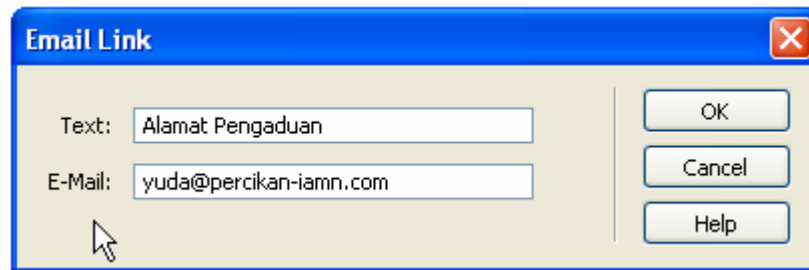 Email Link
Text: Alamat Pengaduan
E-Mail: yuda@percikan-iamn.com
OK
Cancel
Help